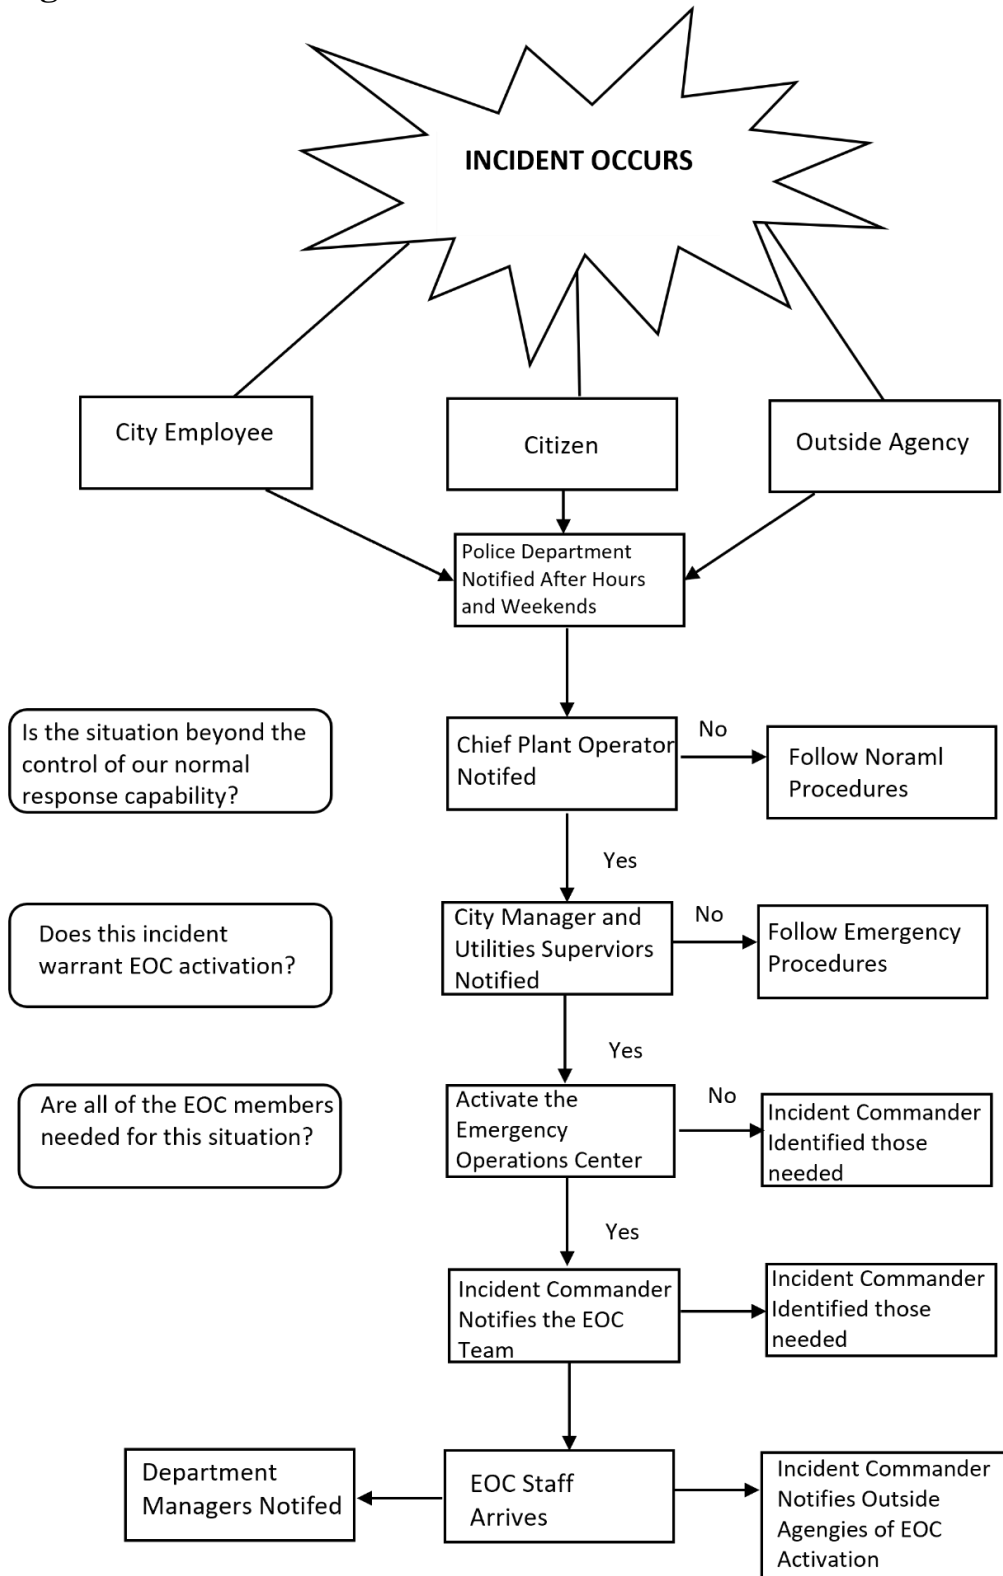 INCIDENT OCCURS
City Employee
Citizen
Outside Agency
Police Department
Notified After Hours
and Weekends
Is the situation beyond the
control of our normal
response capability?
Chief Plant Operator
Notifed
No
Follow Noraml
Procedures
Yes
Does this incident
warrant EOC activation?
City Manager and
Utilities Superviors
Notified
No
Follow Emergency
Procedures
Yes
Are all of the EOC members
needed for this situation?
Activate the
Emergency
Operations Center
No
Incident Commander
Identified those
needed
Yes
Incident Commander
Notifies the EOC
Team
Incident Commander
Identified those
needed
Department
Managers Notifed
EOC Staff
Arrives
Incident Commander
Notifies Outside
Agengies of EOC
Activation